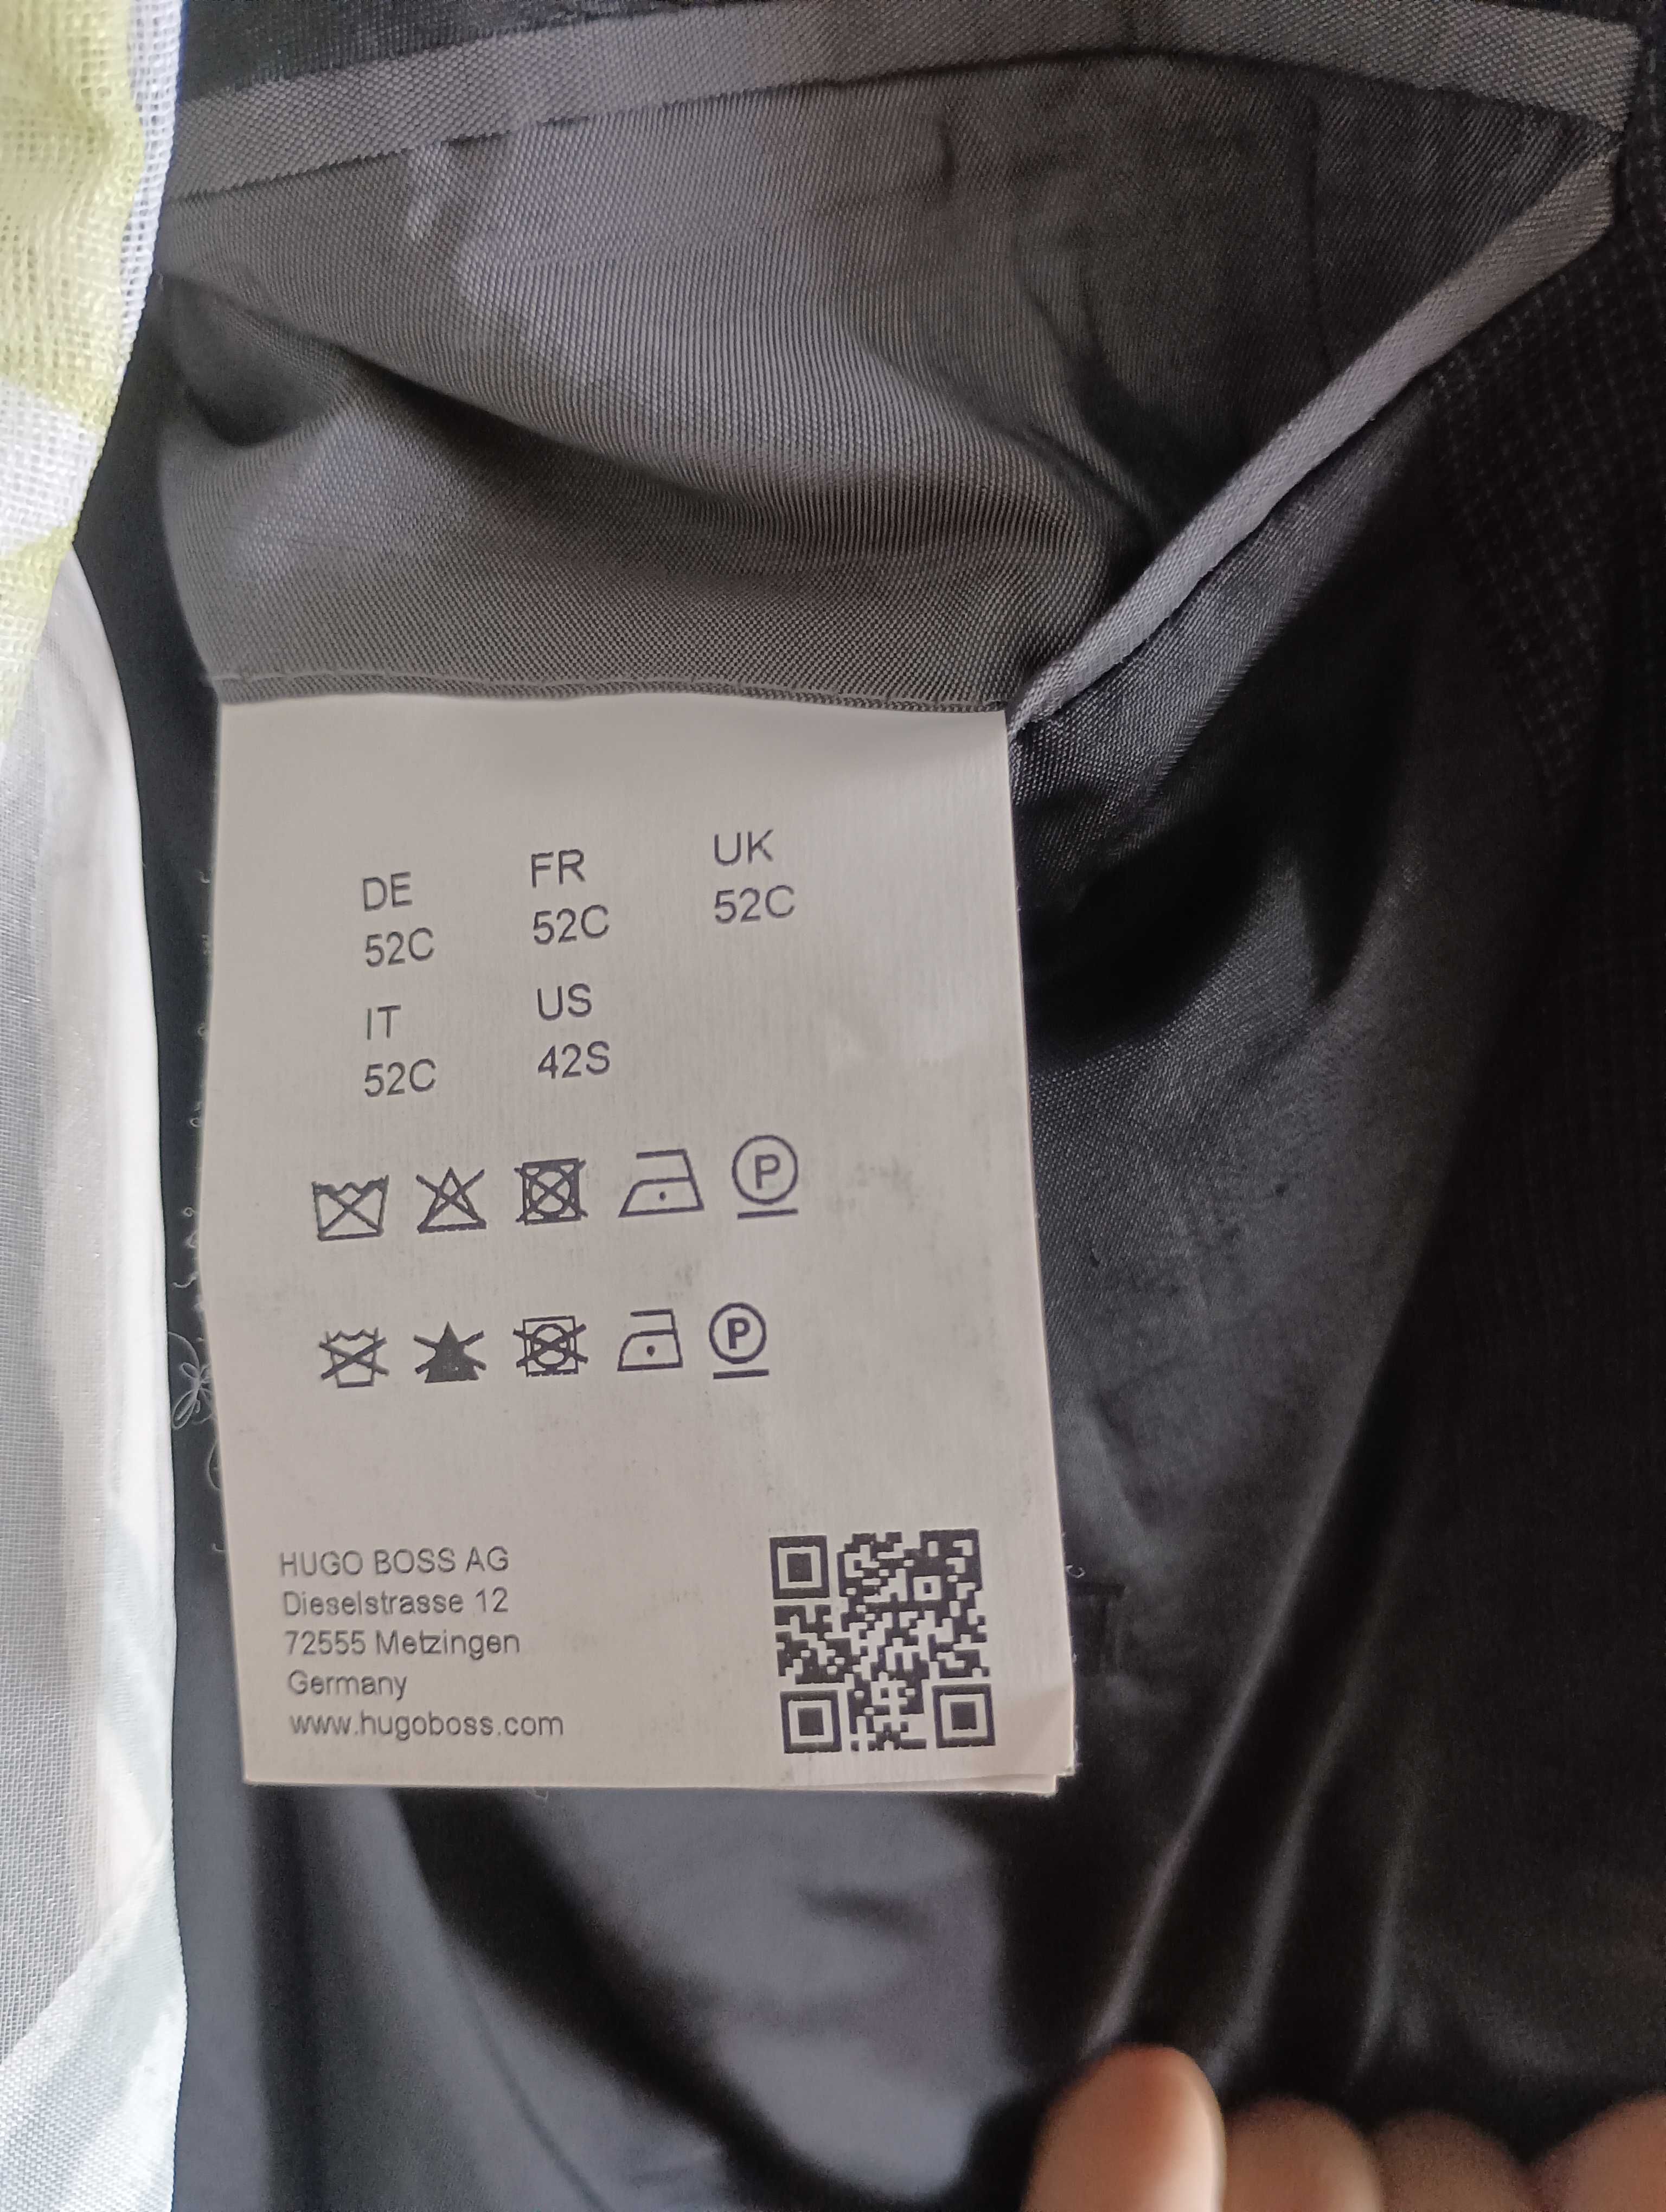 DE FR UK
52C 52C 52C
IT US
52C 42S
P
P
HUGO BOSS AG
Dieselstrasse 12
72555 Metzingen
Germany
www.hugoboss.com